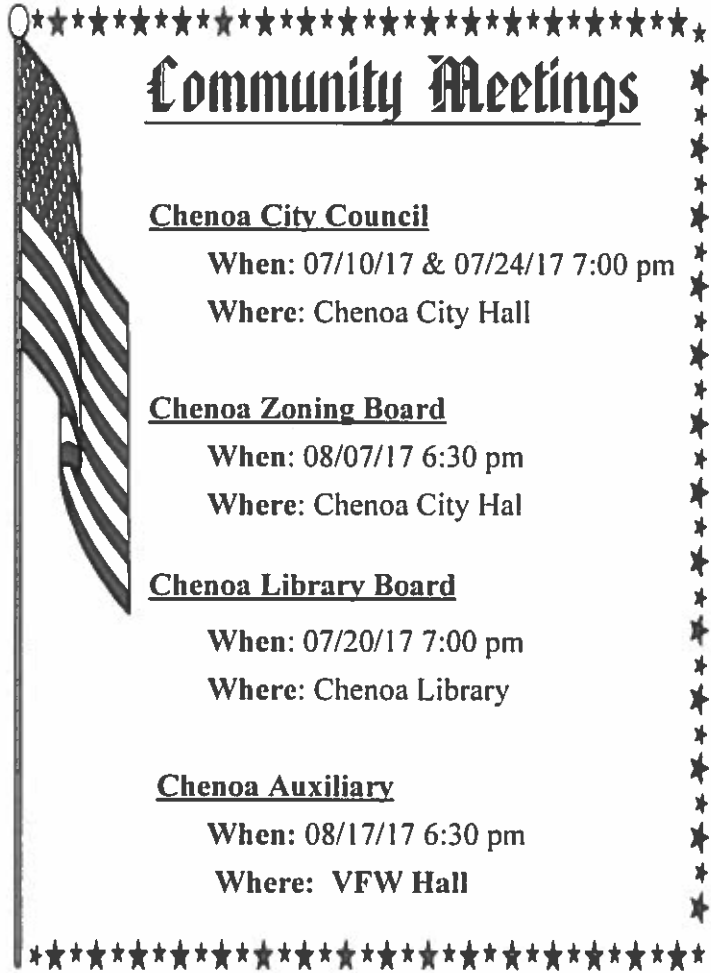 Community Meetings
Chenoa City Council
When: 07/10/17 & 07/24/17 7:00 pm
Where: Chenoa City Hall
Chenoa Zoning Board
When: 08/07/17 6:30 pm
Where: Chenoa City Hal
Chenoa Library Board
When: 07/20/17 7:00 pm
Where: Chenoa Library
Chenoa Auxiliary
When: 08/17/17 6:30 pm
Where: VFW Hall